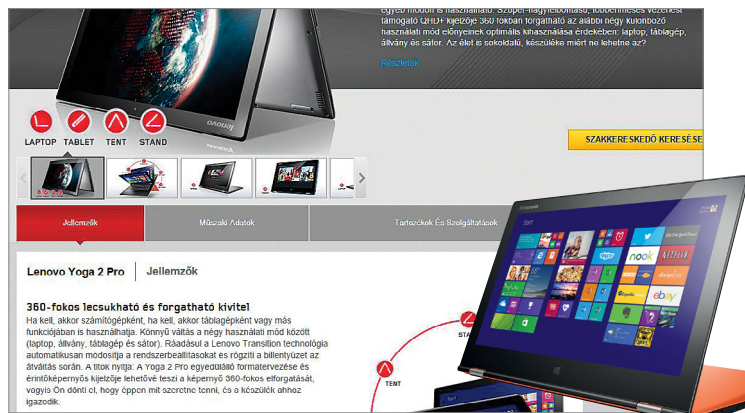 egyéb módon is használható. Szuper-nagyfelbontású, többérintéses vezérlést
támogató QHD+ kijelzője 360 fokban forgatható az alábbi négy különböző
használati mód előnyeinek optimális kihasználása érdekében: laptop, táblagép,
állvány és sátor. Az élet is sokoldalú, készüléke miért ne lehetne az?
Részletek
lenovo
LAPTOP TABLET TENT STAND
SZAKKERESKEDŐ KERESÉSE
Jellemzők Műszaki Adatok Tartozékok És Szolgáltatások
Lenovo Yoga 2 Pro Jellemzők
360-fokos lecsukható és forgatható kivitel
Ha kell, akkor számítógépként, ha kell, akkor táblagépként vagy más
funkciójában is használhatja. Könnyű váltás a négy használati mód között
(laptop, állvány, táblagép és sátor). Ráadásul a Lenovo Transition technológia
automatikusan módosítja a rendszerbeállításokat és rögzíti a billentyűzet az
átváltás során. A titok nyitja: A Yoga 2 Pro egyedülálló formatervezése és
érintőképernyős kijelzője lehetővé teszi a képernyő 360-fokos elforgatását,
vagyis Ön dönti el, hogy éppen mit szeretne tenni, és a készülék ahhoz
igazodik.
STA
TENT
Start
nook
NETFLIX
ebay